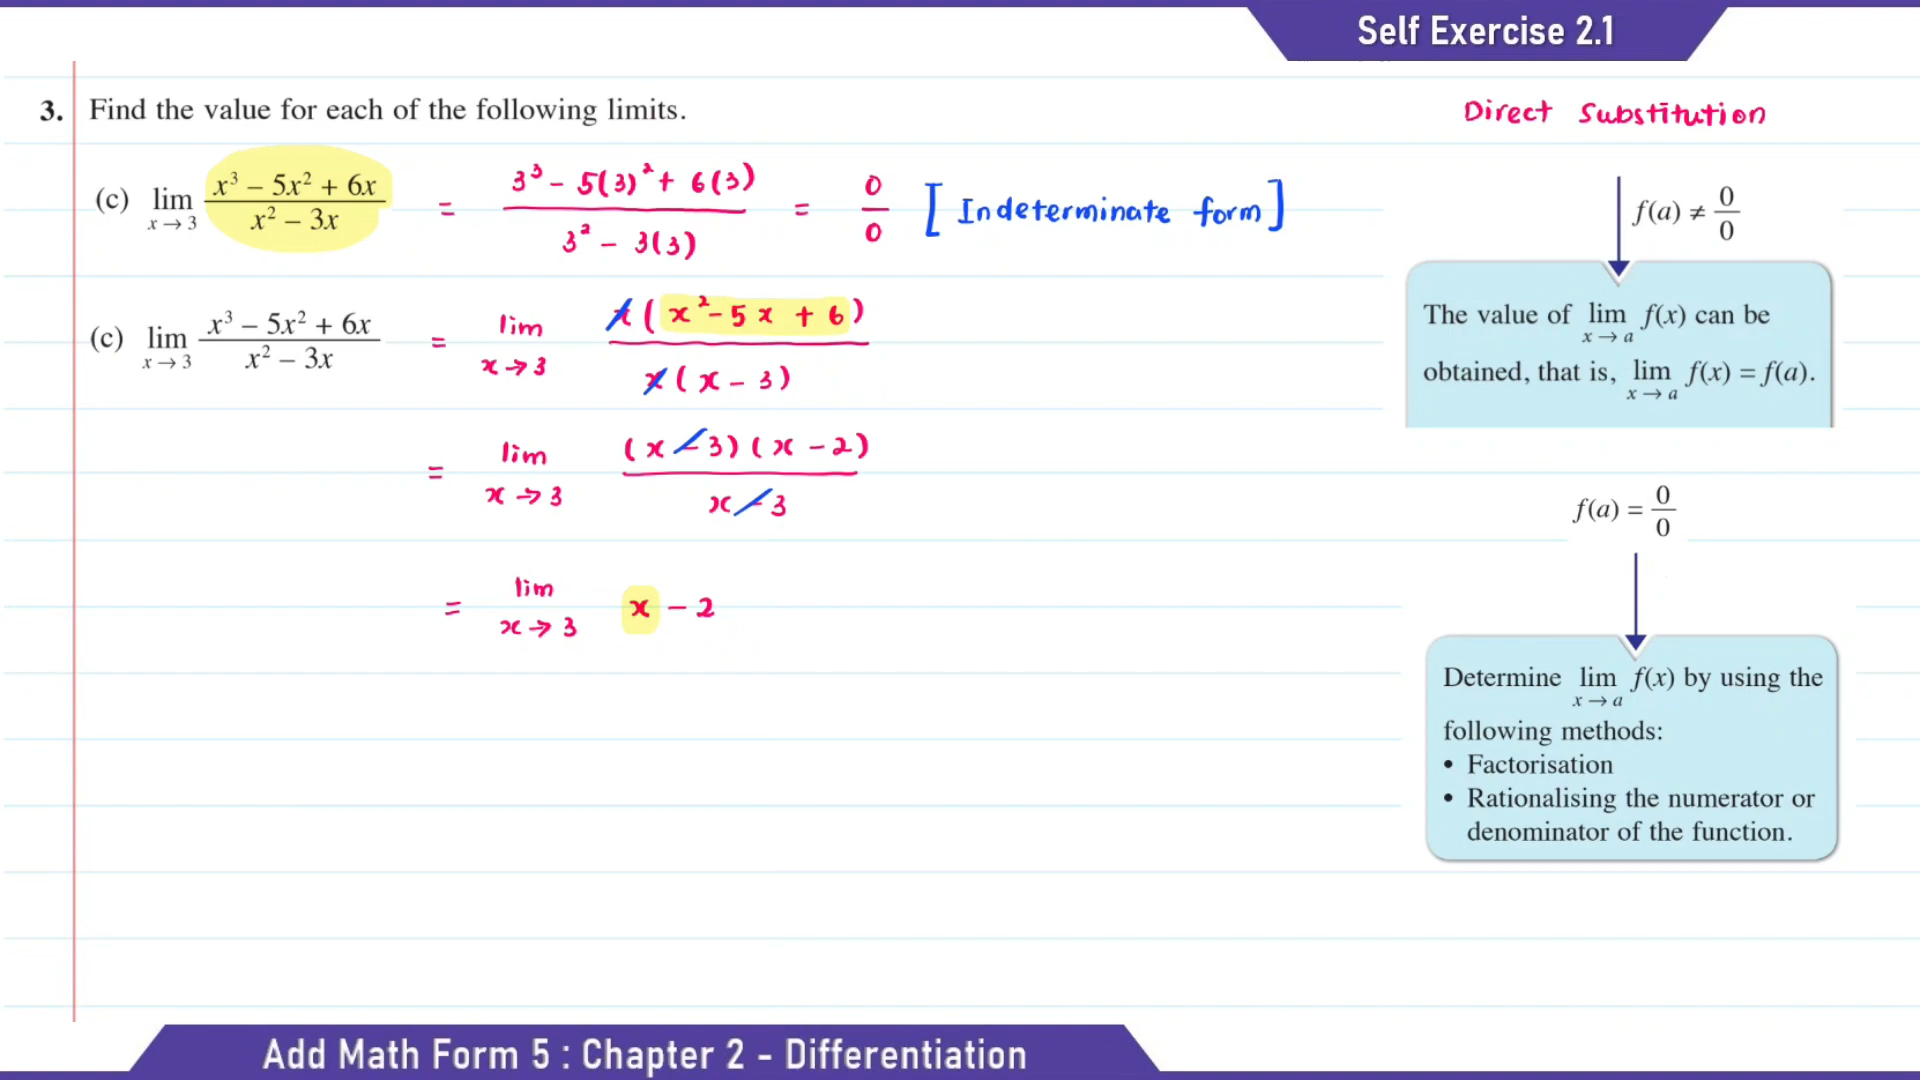 Self Exercise 2.1
3. Find the value for each of the following limits.
(c) lim x → 3 (x³ − 5x² + 6x)/(x² − 3x) = (3³ − 5(3)² + 6(3))/(3² − 3(3)) = 0/0 [Indeterminate form]
(c) lim x → 3 (x³ − 5x² + 6x)/(x² − 3x) = lim x → 3 x(x² − 5x + 6)/x(x − 3)
= lim x → 3 (x − 3)(x − 2)/x − 3
= lim x → 3 x − 2
Direct Substitution
f(a) ≠ 0/0
The value of lim x → a f(x) can be
obtained, that is, lim x → a f(x) = f(a).
f(a) = 0/0
Determine lim x → a f(x) by using the
following methods:
• Factorisation
• Rationalising the numerator or
denominator of the function.
Add Math Form 5 : Chapter 2 - Differentiation